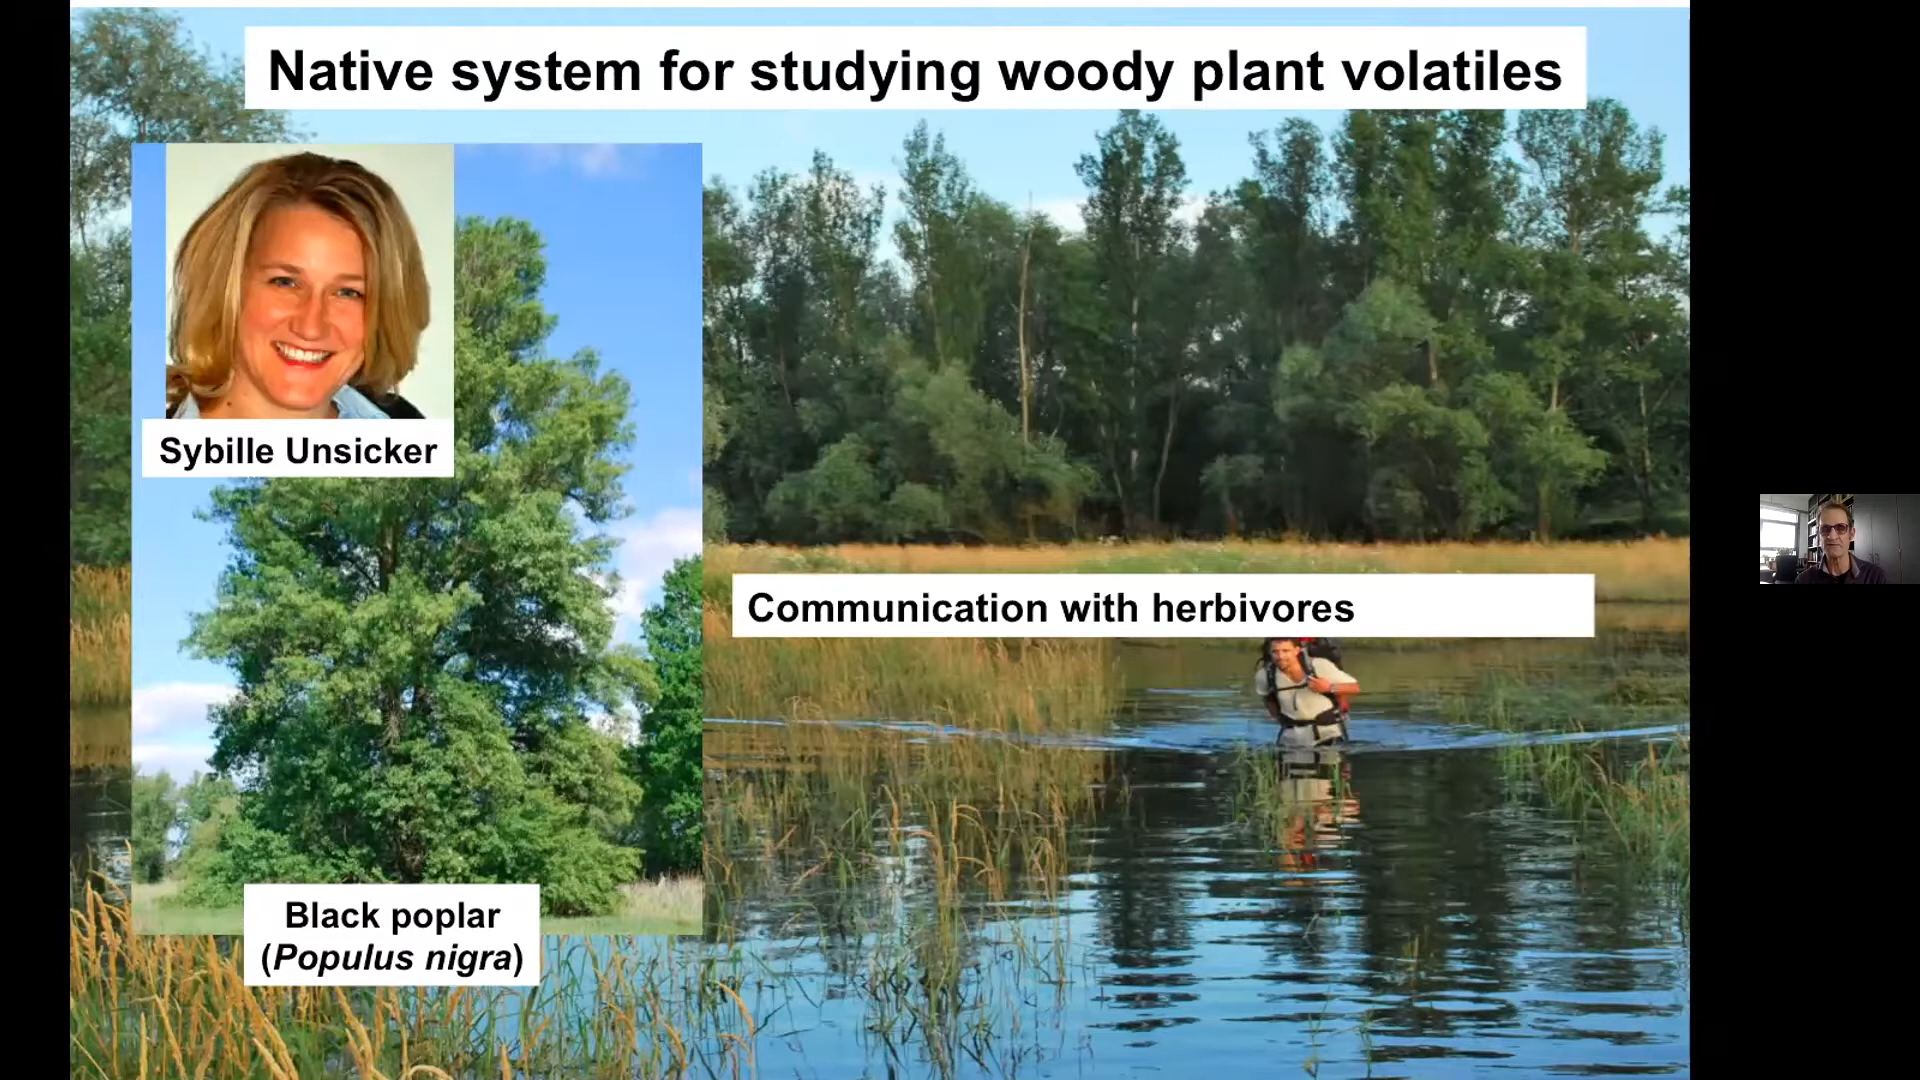 Native system for studying woody plant volatiles
Sybille Unsicker
Communication with herbivores
Black poplar
(Populus nigra)